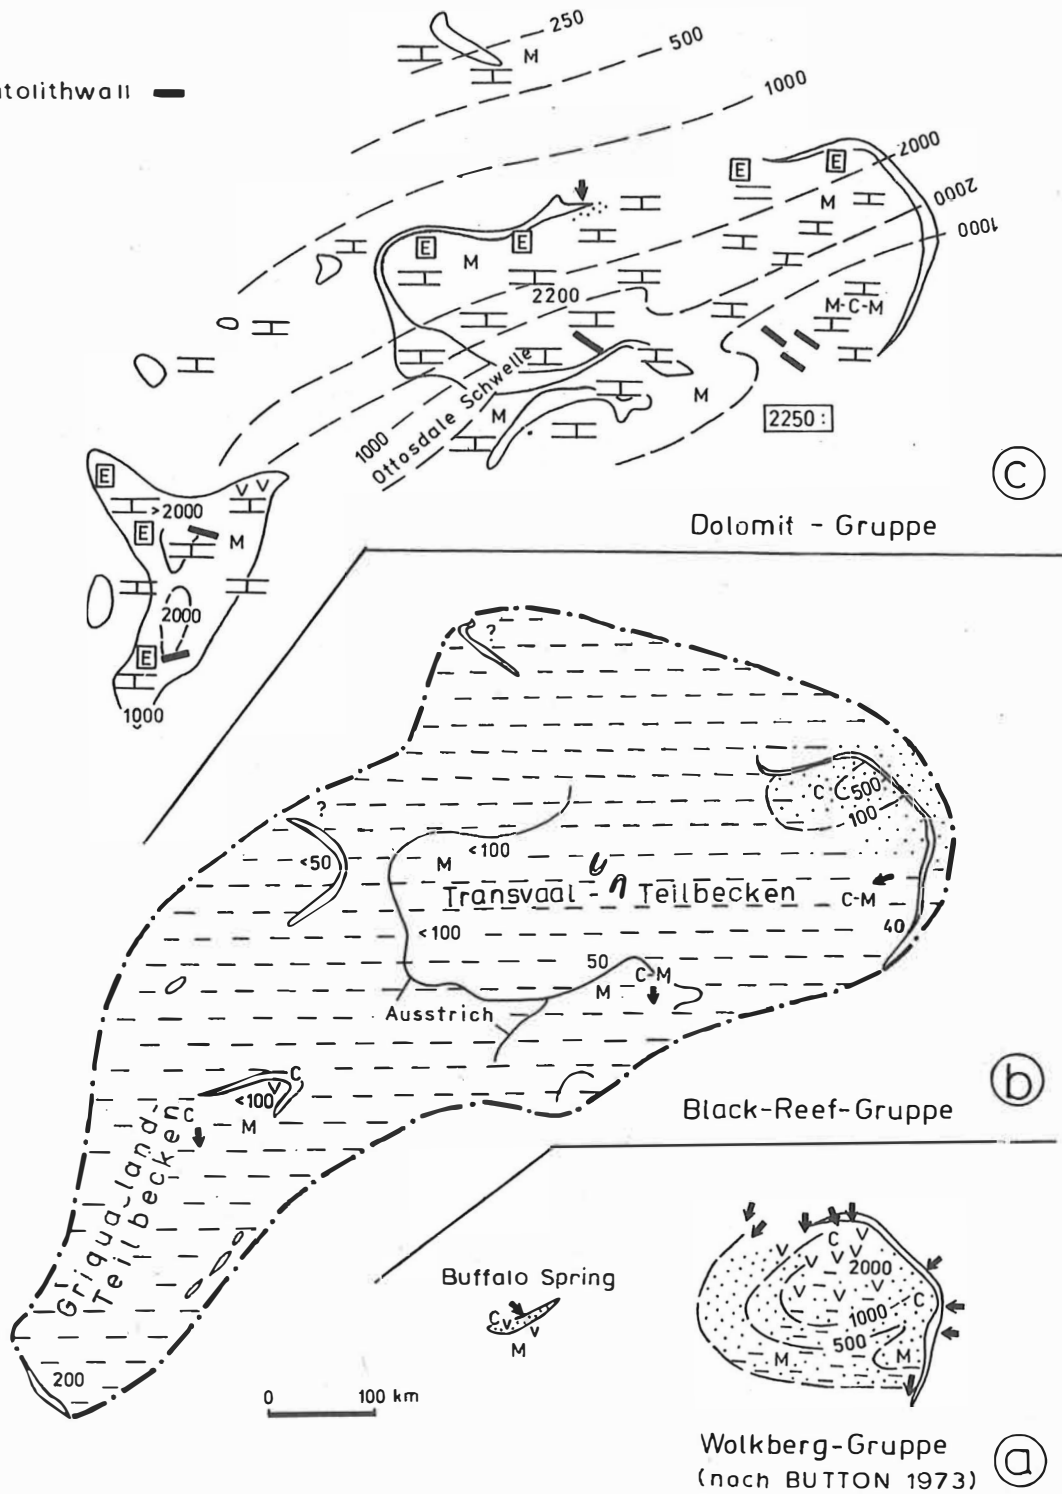 250
M
500
tolithwall
1000
E
E
2000
M
2000
1000
E
E
M
2200
M-C-M
Ottosdale Schwelle
M
M
1000
2250:
C
E
V V
>2000
E
M
2000
E
1000
Dolomit - Gruppe
?
?
C
500
100
<50
M
<100
Transvaal - Teilbecken
C-M
40
<100
50
C-M
M
Ausstrich
C
V
<100
C
M
Griqualand-
Teilbecken
200
b
Black-Reef-Gruppe
Buffalo Spring
C V
V
M
0 100 km
V
C
V
V
V
V
2000
V
V
V
V
C
1000
500
M
M
Wolkberg-Gruppe
(nach BUTTON 1973)
a